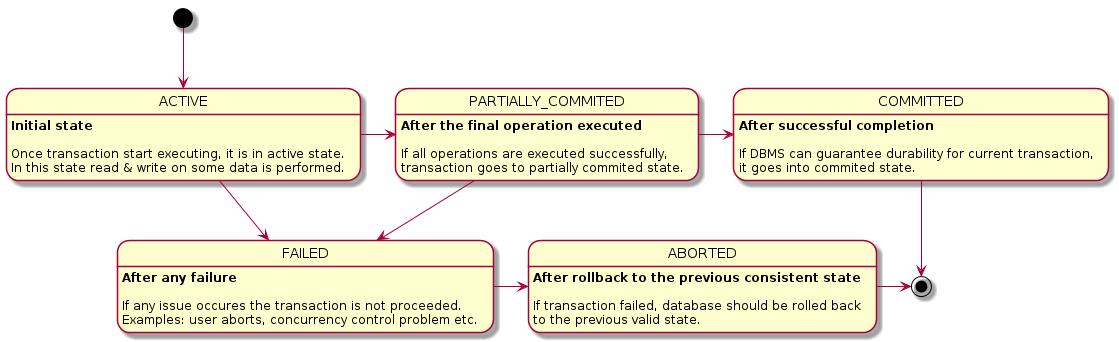 ACTIVE
Initial state
Once transaction start executing, it is in active state.
In this state read & write on some data is performed.
PARTIALLY_COMMITED
After the final operation executed
If all operations are executed successfully,
transaction goes to partially commited state.
COMMITTED
After successful completion
If DBMS can guarantee durability for current transaction,
it goes into commited state.
FAILED
After any failure
If any issue occures the transaction is not proceeded.
Examples: user aborts, concurrency control problem etc.
ABORTED
After rollback to the previous consistent state
If transaction failed, database should be rolled back
to the previous valid state.